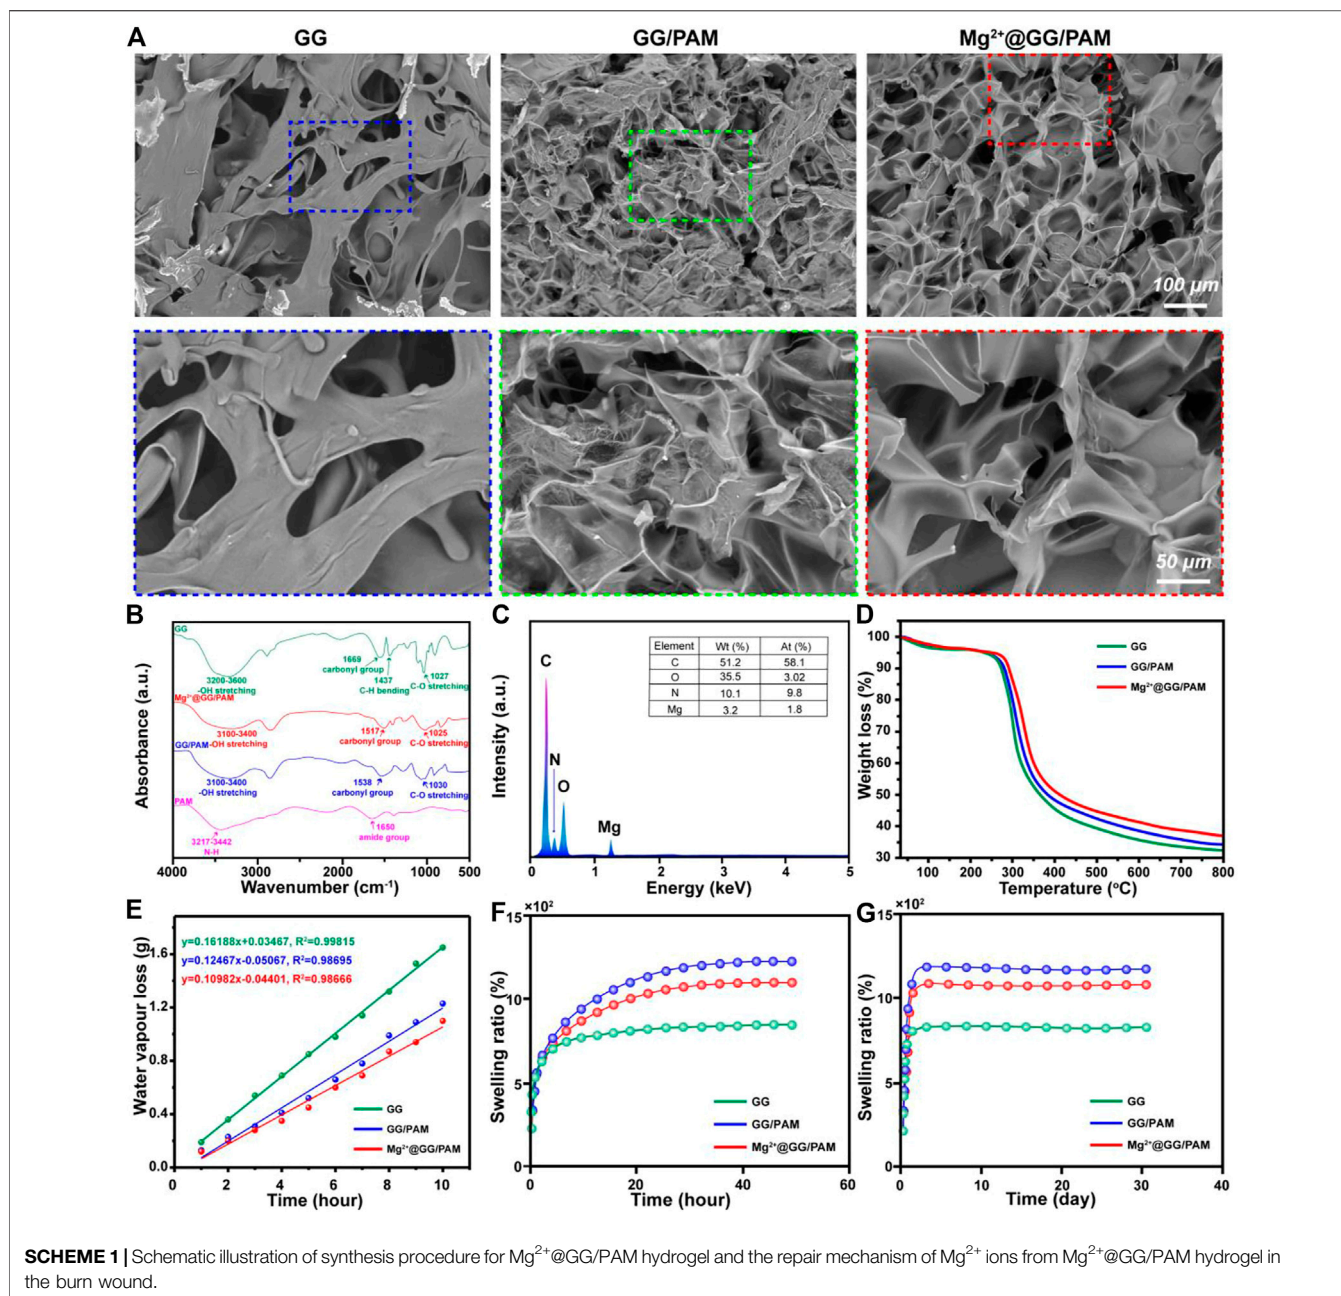 A
GG
GG/PAM
Mg²⁺@GG/PAM
100 μm
50 μm
B
GG
3200-3600
-OH stretching
1669
carbonyl group
1437
C-H bending
1027
C-O stretching
Mg²⁺@GG/PAM
3100-3400
-OH stretching
1517
carbonyl group
1025
C-O stretching
GG/PAM
3100-3400
-OH stretching
1538
carbonyl group
1030
C-O stretching
PAM
3217-3442
N-H
1650
amide group
Absorbance (a.u.)
4000 3000 2000 1000 500
Wavenumber (cm⁻¹)
C
Element Wt (%) At (%)
C 51.2 58.1
O 35.5 3.02
N 10.1 9.8
Mg 3.2 1.8
C
N
O
Mg
Intensity (a.u.)
0 1 2 3 4 5
Energy (keV)
D
GG
GG/PAM
Mg²⁺@GG/PAM
Weight loss (%)
100
90
80
70
60
50
40
30
100 200 300 400 500 600 700 800
Temperature (°C)
E
y=0.16188x+0.03467, R²=0.99815
y=0.12467x-0.05067, R²=0.98695
y=0.10982x-0.04401, R²=0.98666
Water vapour loss (g)
1.6
1.2
0.8
0.4
0.0
GG
GG/PAM
Mg²⁺@GG/PAM
0 2 4 6 8 10
Time (hour)
F
×10²
Swelling ratio (%)
15
10
5
0
GG
GG/PAM
Mg²⁺@GG/PAM
0 20 40 60
Time (hour)
G
×10²
Swelling ratio (%)
15
10
5
0
GG
GG/PAM
Mg²⁺@GG/PAM
0 10 20 30 40
Time (day)
SCHEME 1 | Schematic illustration of synthesis procedure for Mg²⁺@GG/PAM hydrogel and the repair mechanism of Mg²⁺ ions from Mg²⁺@GG/PAM hydrogel in
the burn wound.